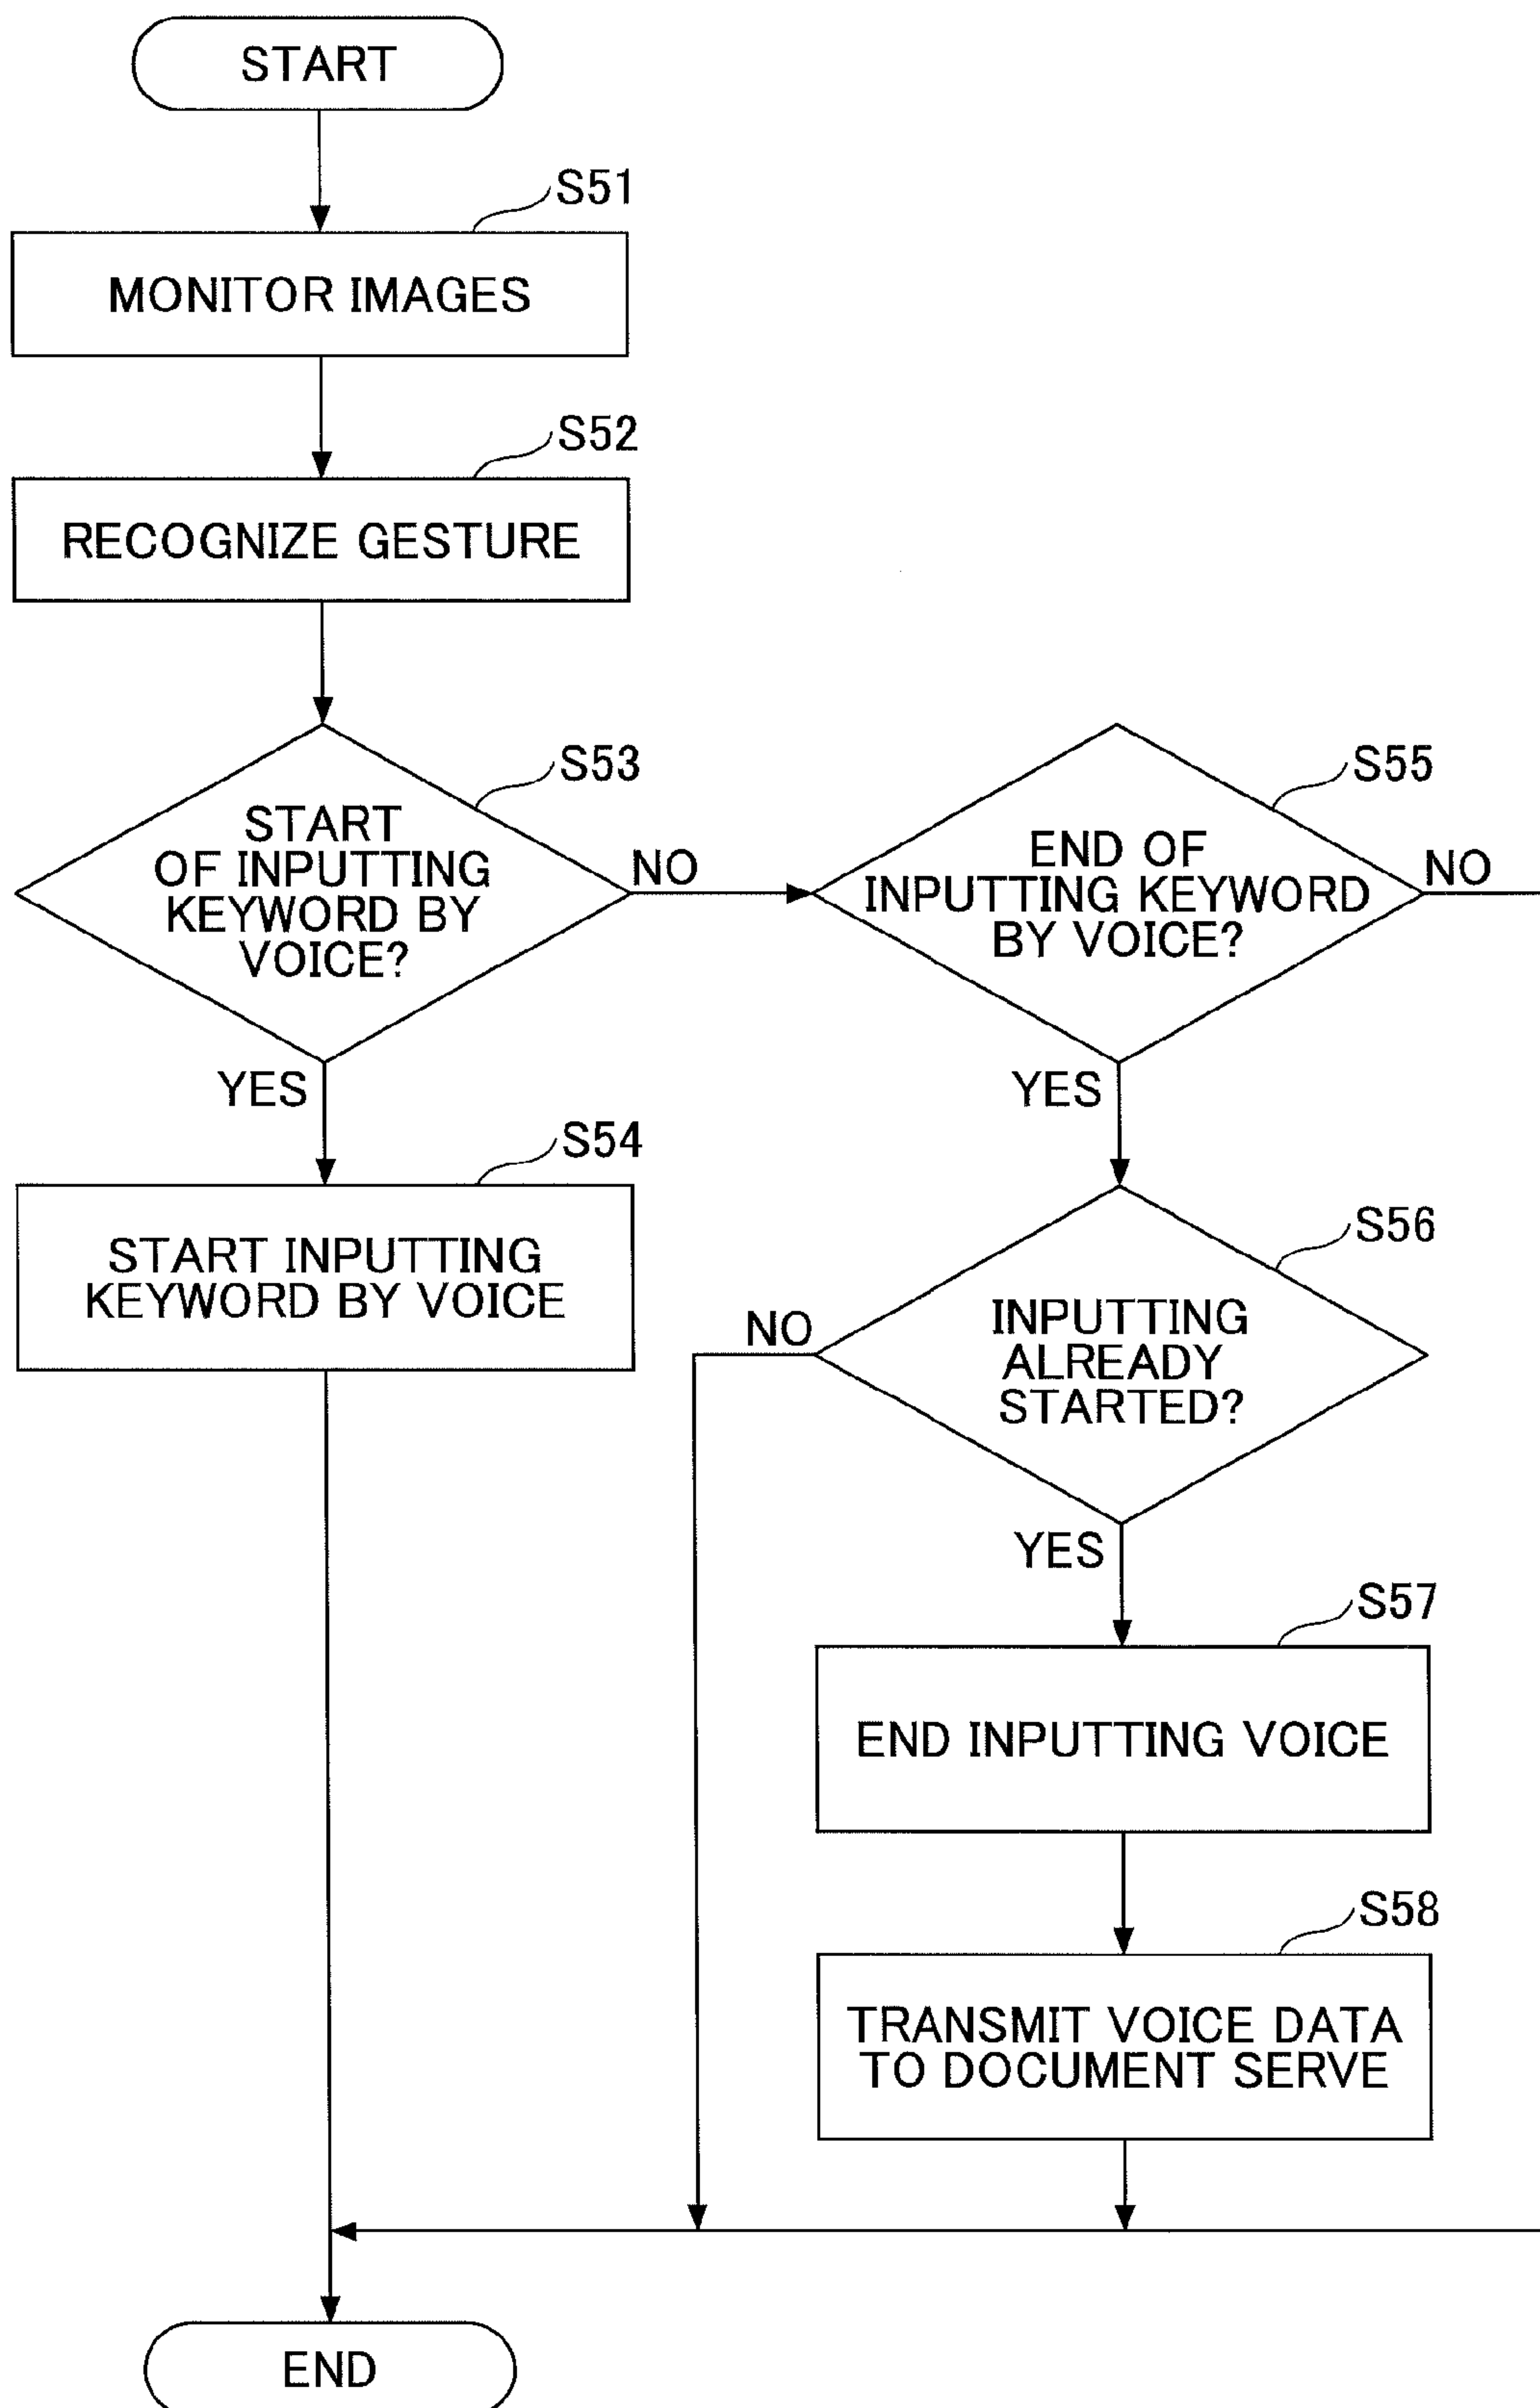 START
S51
MONITOR IMAGES
S52
RECOGNIZE GESTURE
S53
START
OF INPUTTING
KEYWORD BY
VOICE?
NO
YES
S54
START INPUTTING
KEYWORD BY VOICE
S55
END OF
INPUTTING KEYWORD
BY VOICE?
NO
YES
S56
INPUTTING
ALREADY
STARTED?
NO
YES
S57
END INPUTTING VOICE
S58
TRANSMIT VOICE DATA
TO DOCUMENT SERVE
END